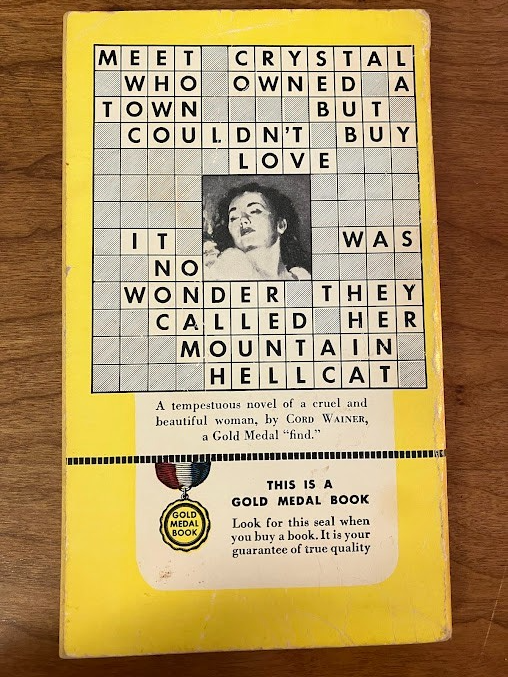 MEET CRYSTAL
WHO OWNED A
TOWN BUT
COULDN'T BUY
LOVE
IT WAS
NO
WONDER THEY
CALLED HER
MOUNTAIN
HELLCAT
A tempestuous novel of a cruel and
beautiful woman, by CORD WAINER,
a Gold Medal "find."
GOLD
MEDAL
BOOK
THIS IS A
GOLD MEDAL BOOK
Look for this seal when
you buy a book. It is your
guarantee of true quality